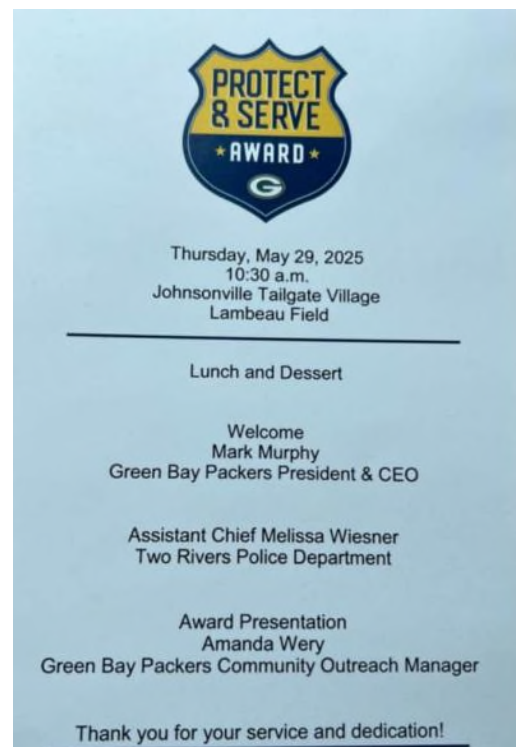 PROTECT
& SERVE
AWARD
G
Thursday, May 29, 2025
10:30 a.m.
Johnsonville Tailgate Village
Lambeau Field
Lunch and Dessert
Welcome
Mark Murphy
Green Bay Packers President & CEO
Assistant Chief Melissa Wiesner
Two Rivers Police Department
Award Presentation
Amanda Wery
Green Bay Packers Community Outreach Manager
Thank you for your service and dedication!